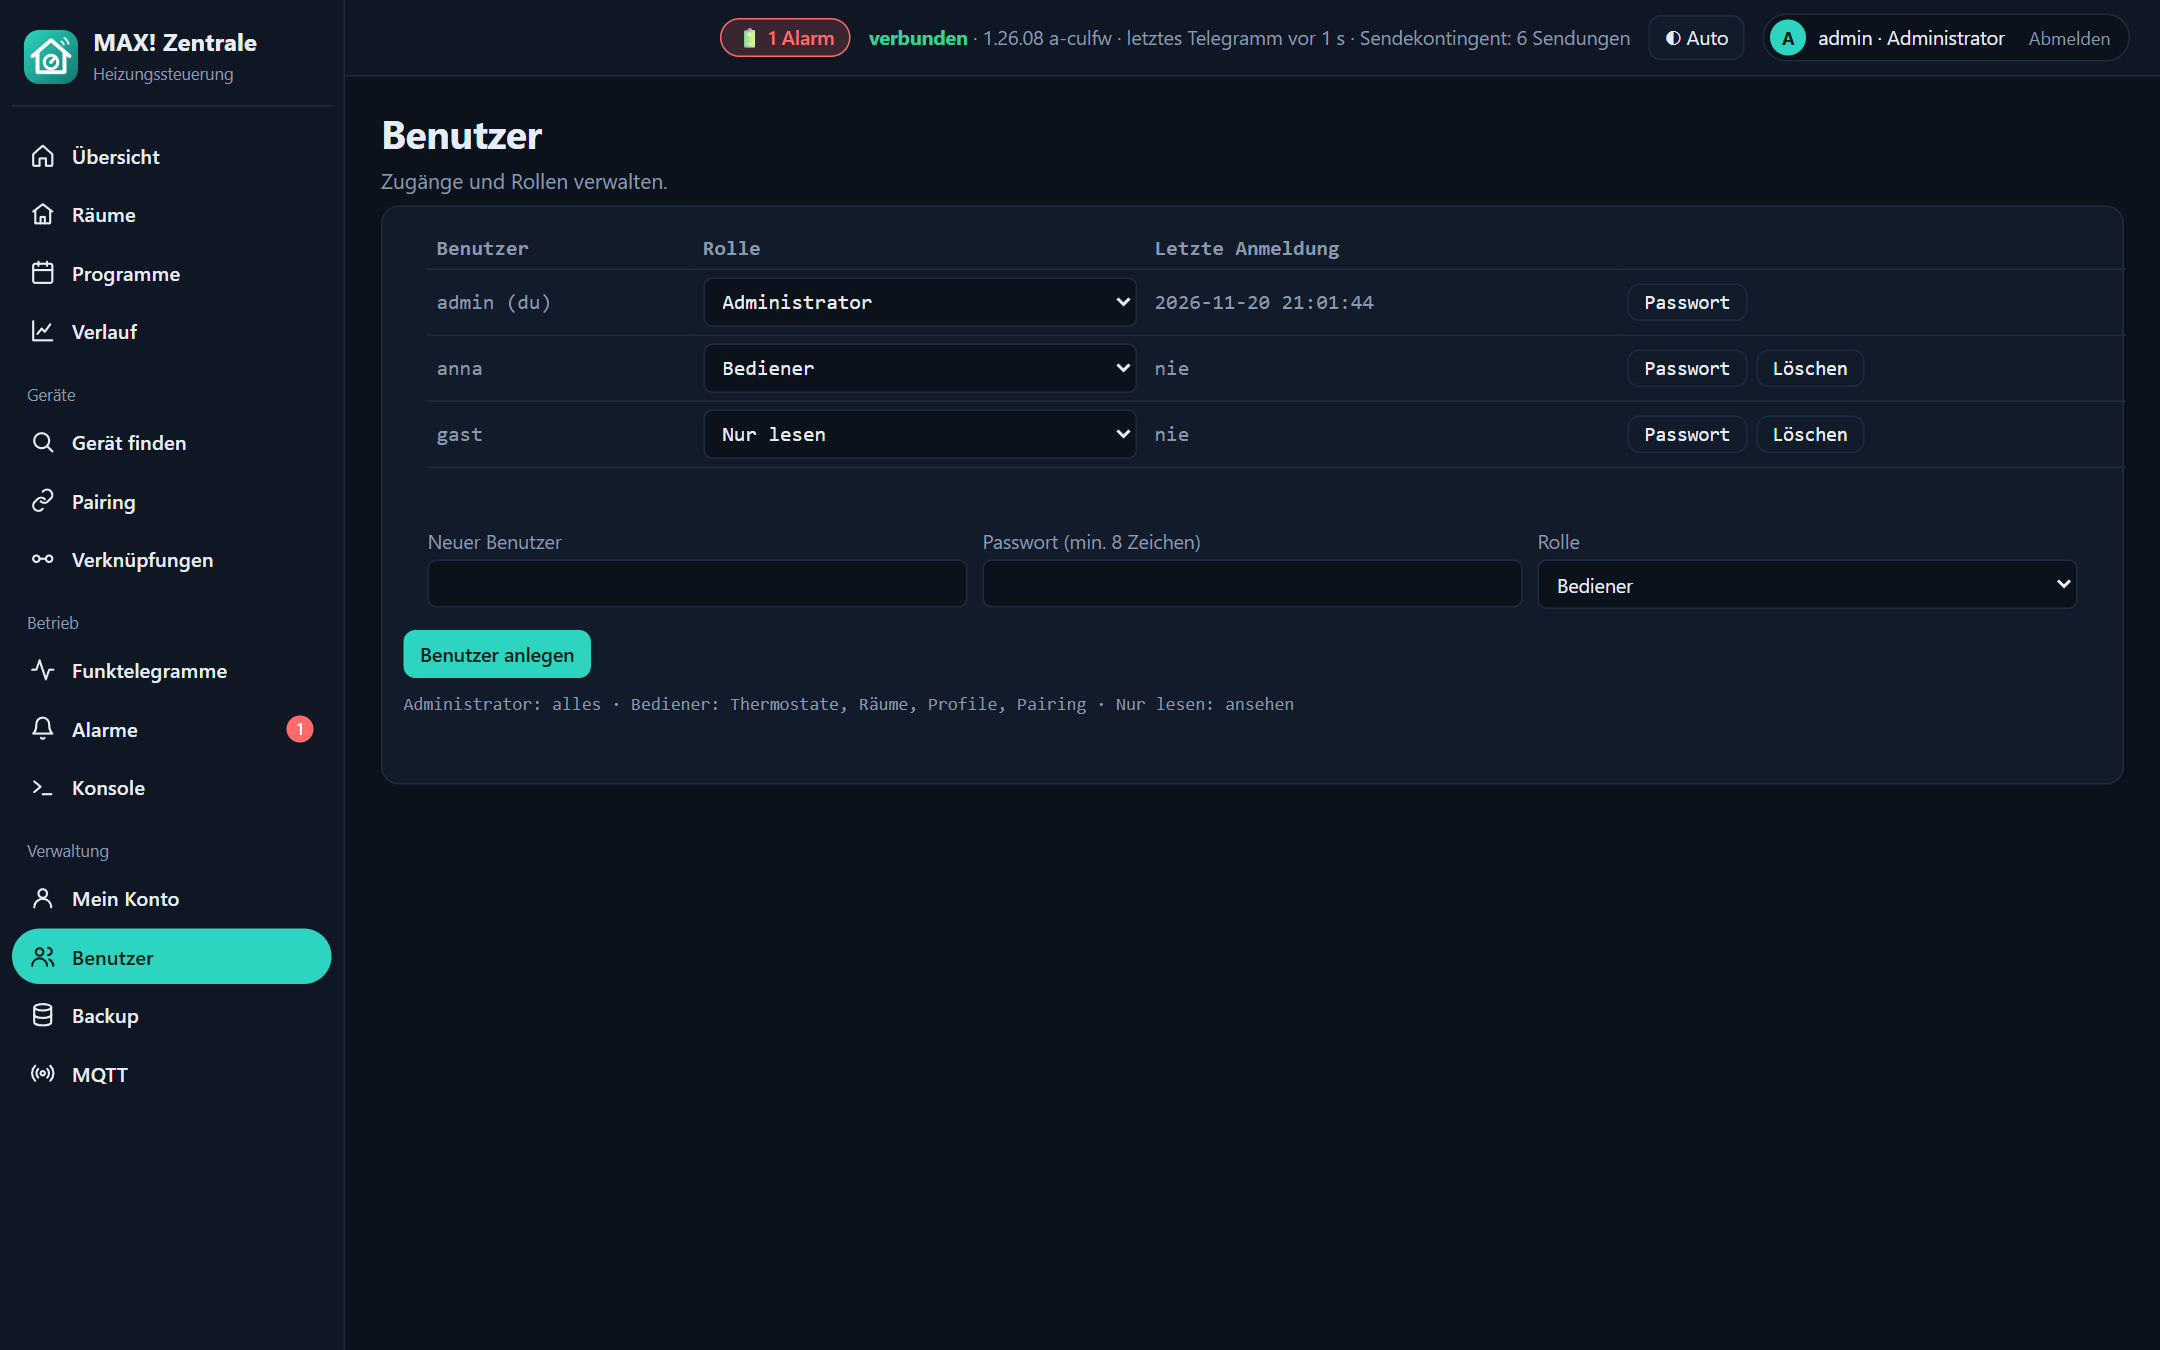 MAX! Zentrale
Heizungssteuerung
Übersicht
Räume
Programme
Verlauf
Geräte
Gerät finden
Pairing
Verknüpfungen
Betrieb
Funktelegramme
Alarme 1
Konsole
Verwaltung
Mein Konto
Benutzer
Backup
MQTT
1 Alarm verbunden · 1.26.08 a-culfw · letztes Telegramm vor 1 s · Sendekontingent: 6 Sendungen Auto A admin · Administrator Abmelden
Benutzer
Zugänge und Rollen verwalten.
Benutzer Rolle Letzte Anmeldung
admin (du) Administrator 2026-11-20 21:01:44 Passwort
anna Bediener nie Passwort Löschen
gast Nur lesen nie Passwort Löschen
Neuer Benutzer Passwort (min. 8 Zeichen) Rolle
Bediener
Benutzer anlegen
Administrator: alles · Bediener: Thermostate, Räume, Profile, Pairing · Nur lesen: ansehen